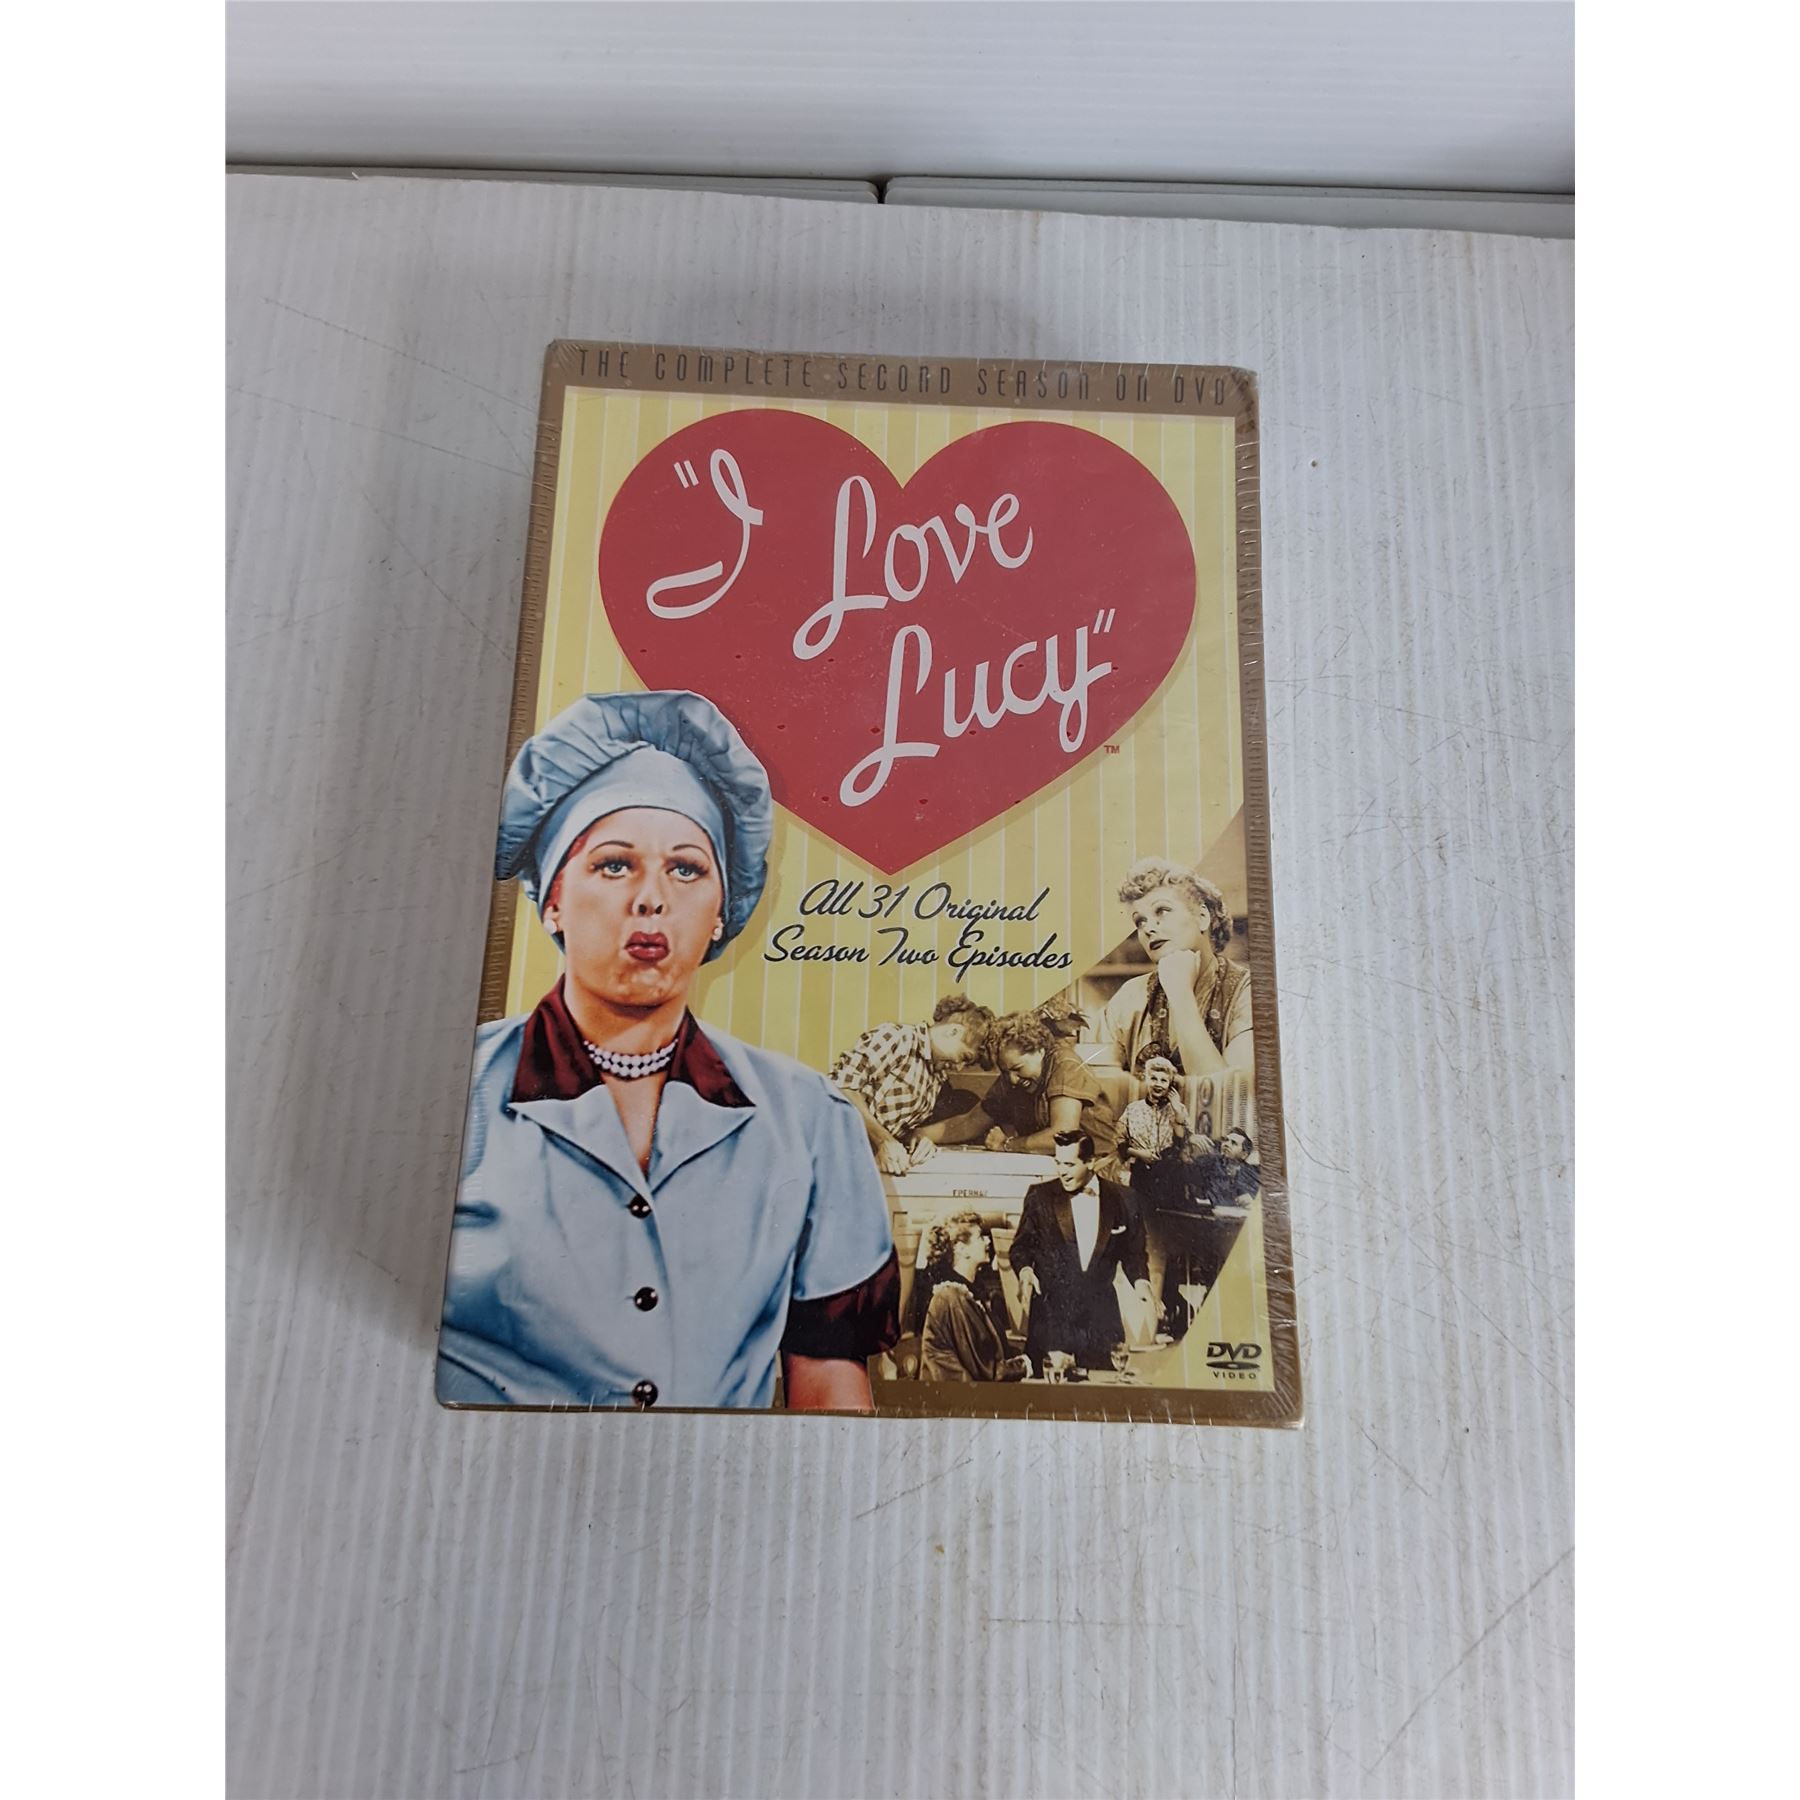 THE COMPLETE SECOND SEASON ON DVD
"I Love
Lucy"
TM
All 31 Original
Season Two Episodes
DVD
VIDEO